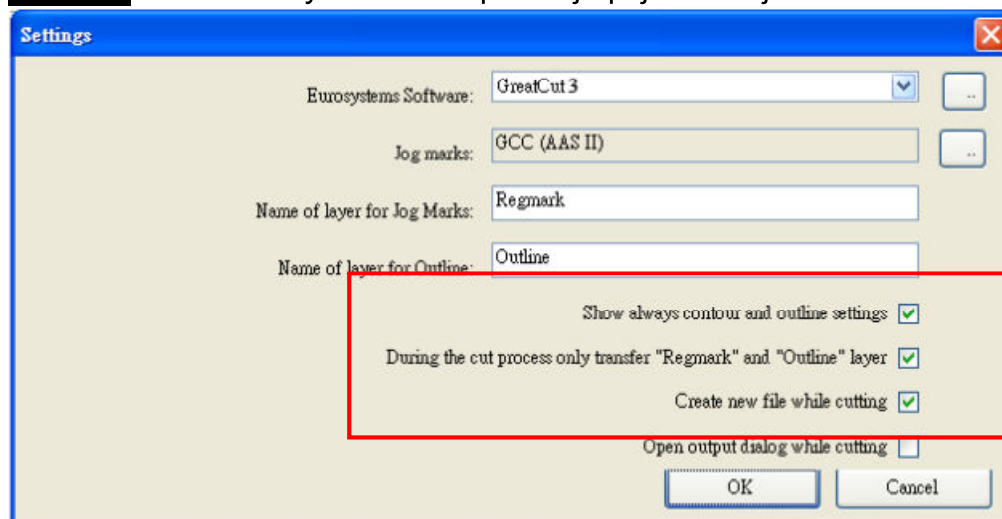 Settings
Eurosystems Software: GreatCut 3
..
Jog marks: GCC (AAS II)
..
Name of layer for Jog Marks: Regmark
Name of layer for Outline: Outline
Show always contour and outline settings
During the cut process only transfer "Regmark" and "Outline" layer
Create new file while cutting
Open output dialog while cutting
OK Cancel